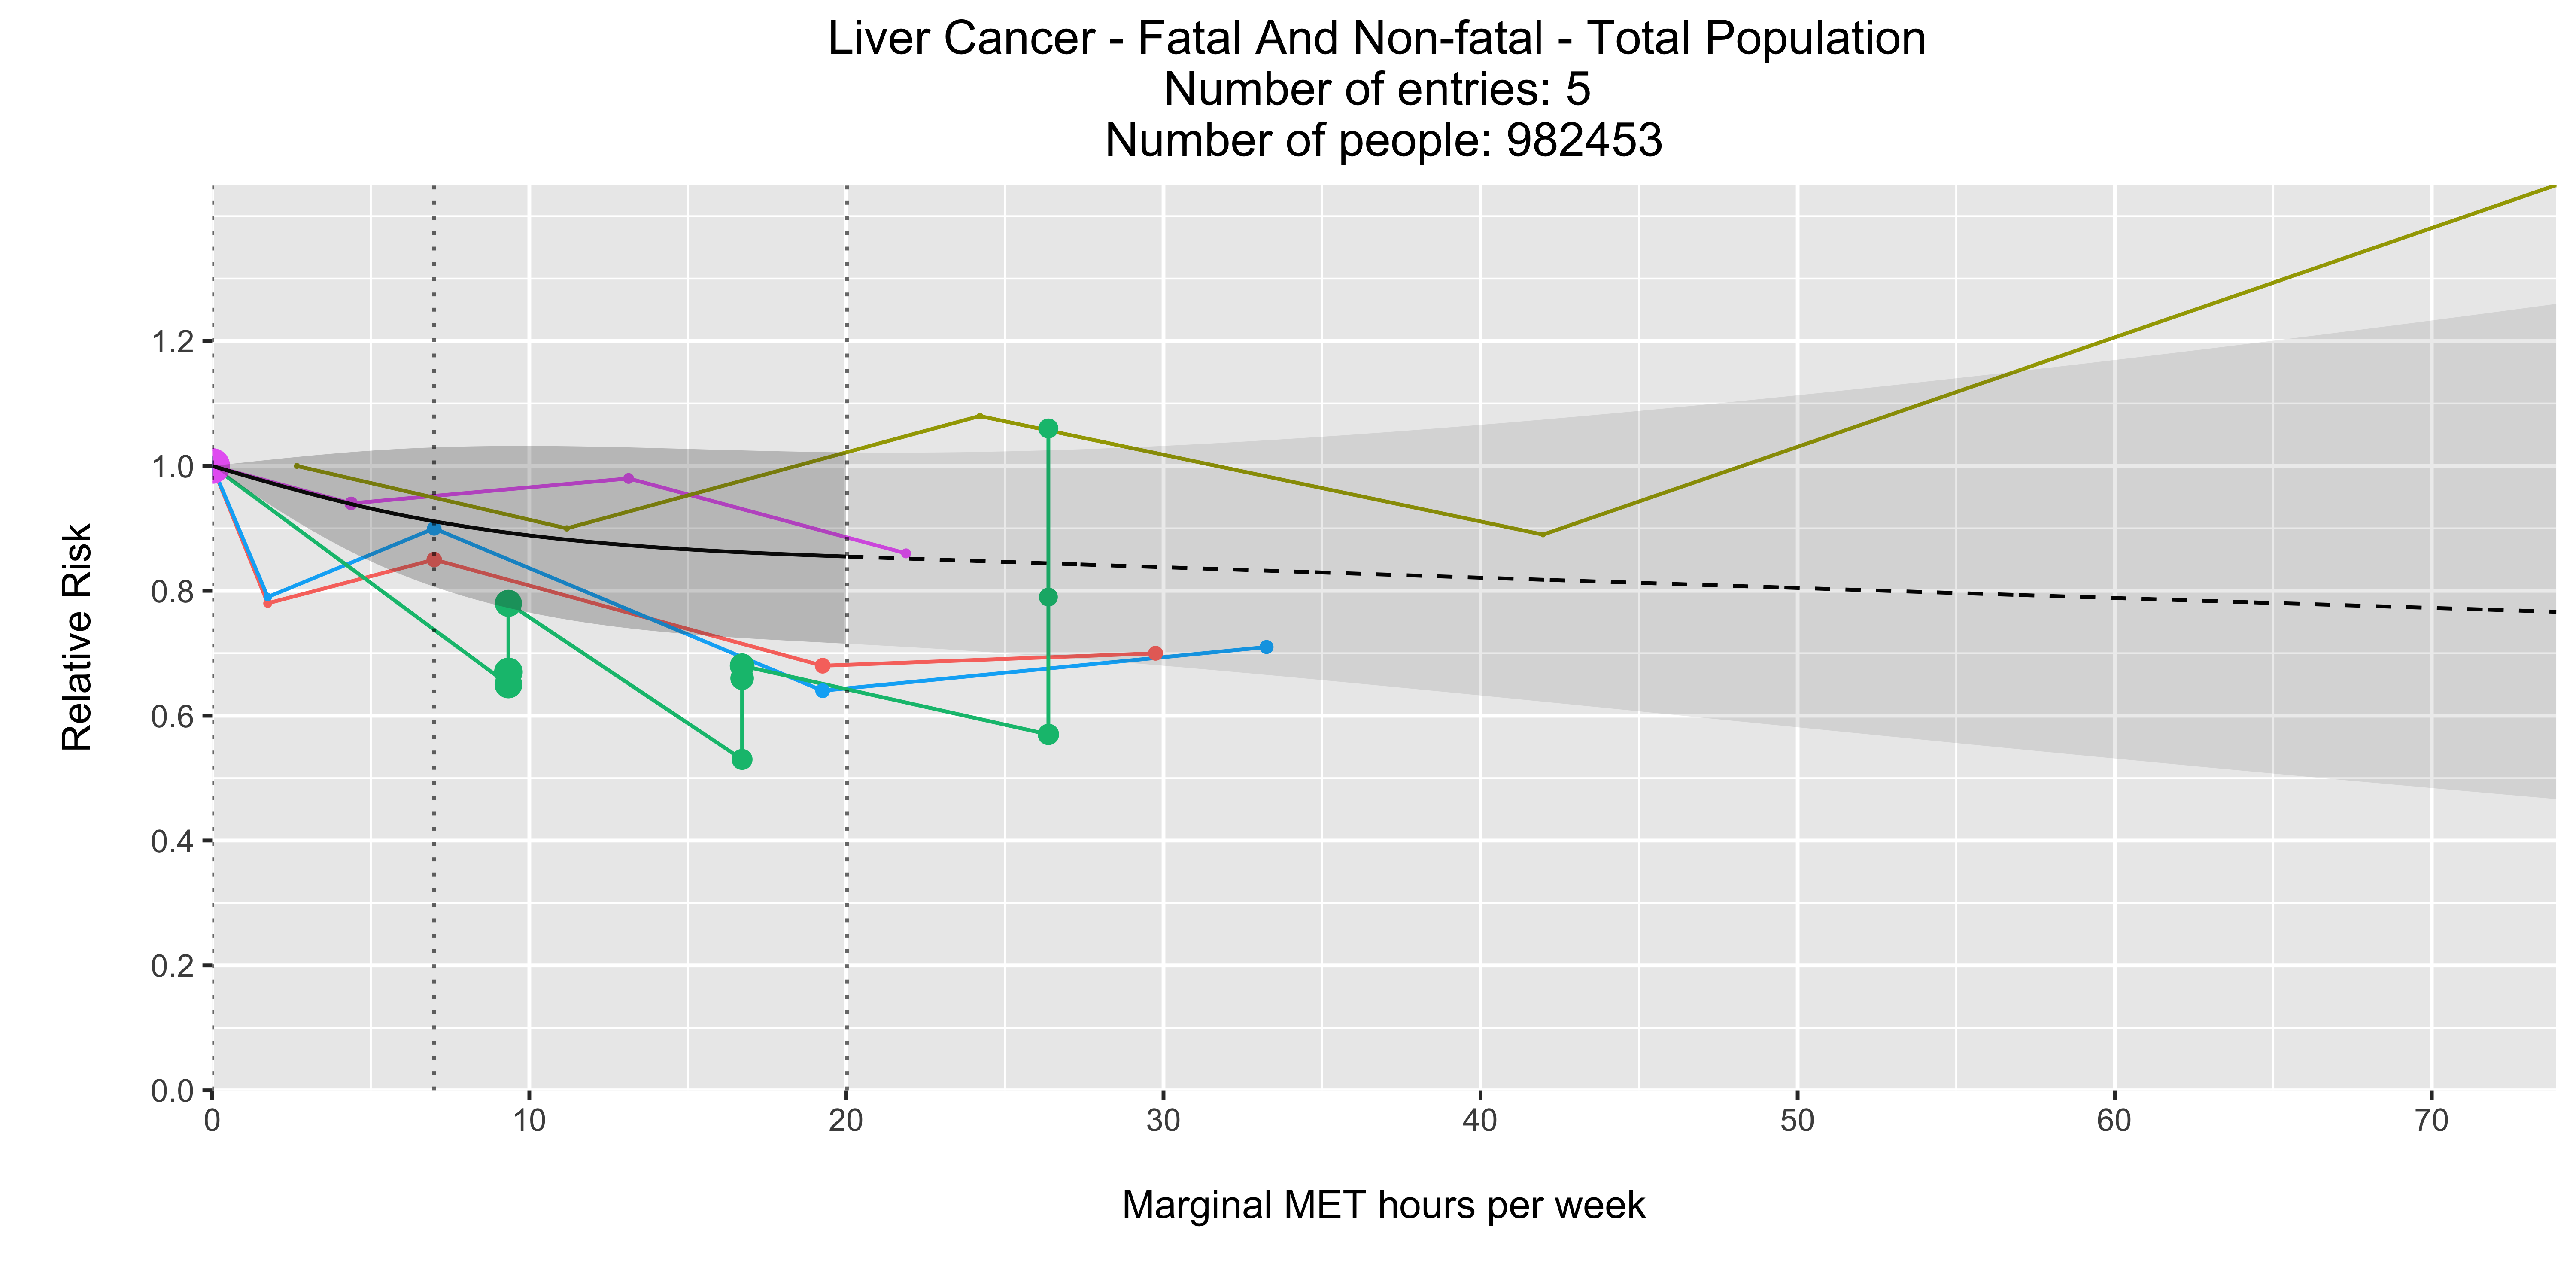 Liver Cancer - Fatal And Non-fatal - Total Population
Number of entries: 5
Number of people: 982453
Relative Risk
1.2
1.0
0.8
0.6
0.4
0.2
0.0
0 10 20 30 40 50 60 70
Marginal MET hours per week